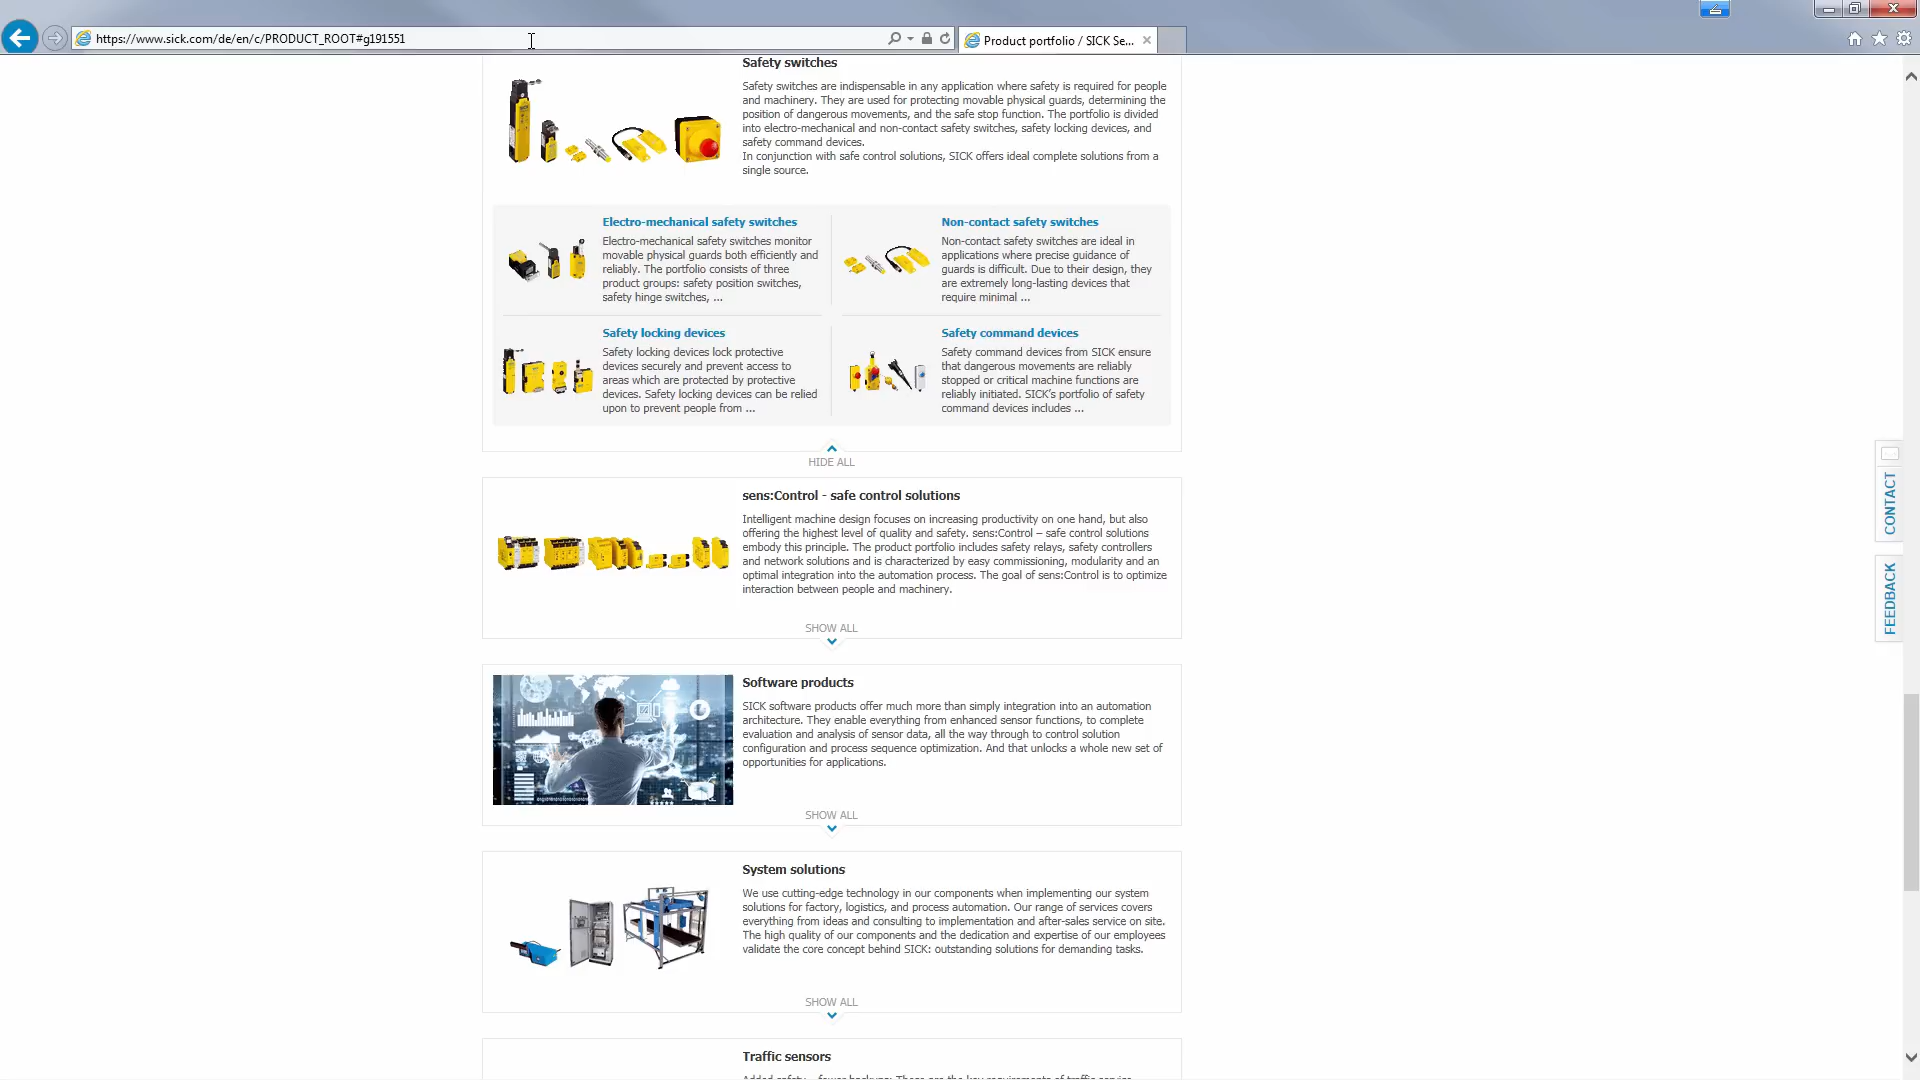 https://www.sick.com/de/en/c/PRODUCT_ROOT#g191551
Product portfolio / SICK Se...
Safety switches
Safety switches are indispensable in any application where safety is required for people
and machinery. They are used for protecting movable physical guards, determining the
position of dangerous movements, and the safe stop function. The portfolio is divided
into electro-mechanical and non-contact safety switches, safety locking devices, and
safety command devices.
In conjunction with safe control solutions, SICK offers ideal complete solutions from a
single source.
Electro-mechanical safety switches
Electro-mechanical safety switches monitor
movable physical guards both efficiently and
reliably. The portfolio consists of three
product groups: safety position switches,
safety hinge switches, ...
Non-contact safety switches
Non-contact safety switches are ideal in
applications where precise guidance of
guards is difficult. Due to their design, they
are extremely long-lasting devices that
require minimal ...
Safety locking devices
Safety locking devices lock protective
devices securely and prevent access to
areas which are protected by protective
devices. Safety locking devices can be relied
upon to prevent people from ...
Safety command devices
Safety command devices from SICK ensure
that dangerous movements are reliably
stopped or critical machine functions are
reliably initiated. SICK's portfolio of safety
command devices includes ...
HIDE ALL
sens:Control - safe control solutions
Intelligent machine design focuses on increasing productivity on one hand, but also
offering the highest level of quality and safety. sens:Control – safe control solutions
embody this principle. The product portfolio includes safety relays, safety controllers
and network solutions and is characterized by easy commissioning, modularity and an
optimal integration into the automation process. The goal of sens:Control is to optimize
interaction between people and machinery.
SHOW ALL
Software products
SICK software products offer much more than simply integration into an automation
architecture. They enable everything from enhanced sensor functions, to complete
evaluation and analysis of sensor data, all the way through to control solution
configuration and process sequence optimization. And that unlocks a whole new set of
opportunities for applications.
SHOW ALL
System solutions
We use cutting-edge technology in our components when implementing our system
solutions for factory, logistics, and process automation. Our range of services covers
everything from ideas and consulting to implementation and after-sales service on site.
The high quality of our components and the dedication and expertise of our employees
validate the core concept behind SICK: outstanding solutions for demanding tasks.
SHOW ALL
Traffic sensors
CONTACT
FEEDBACK